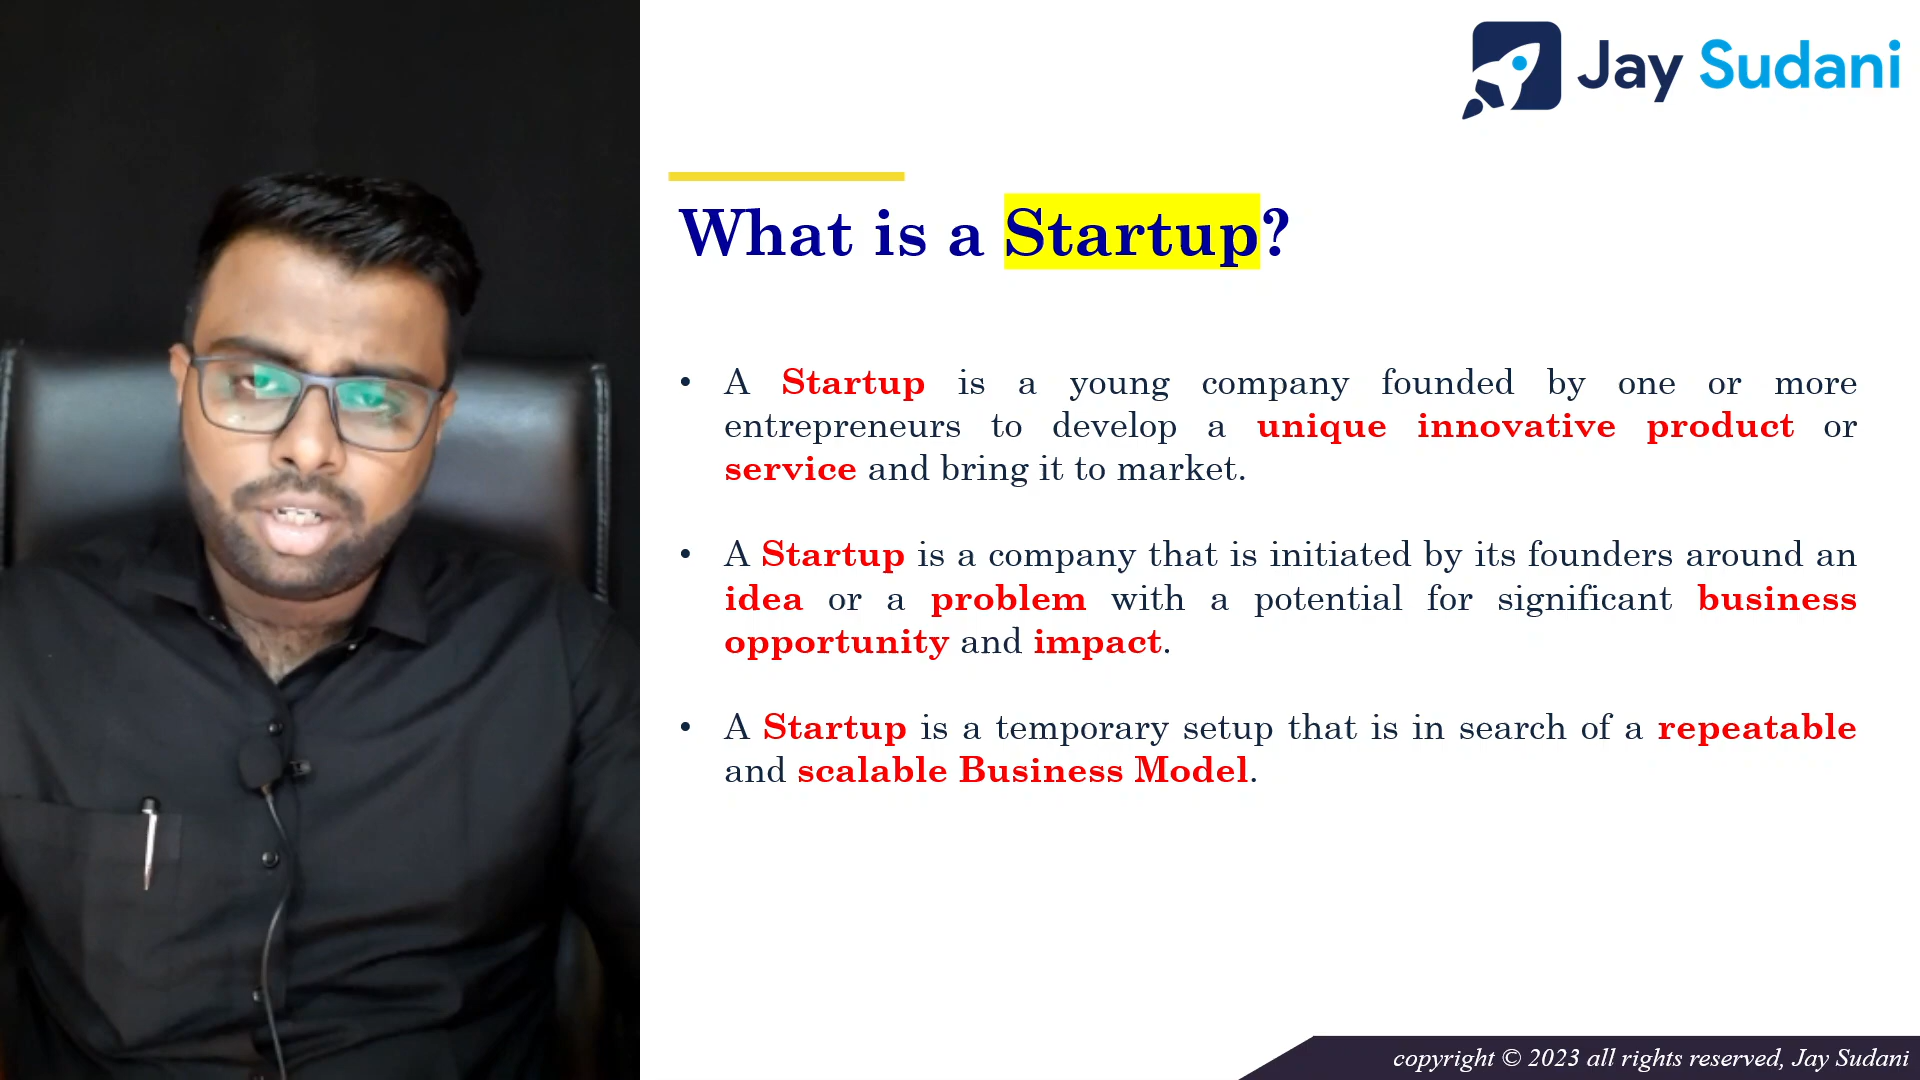 Jay Sudani
What is a Startup?
• A Startup is a young company founded by one or more
entrepreneurs to develop a unique innovative product or
service and bring it to market.
• A Startup is a company that is initiated by its founders around an
idea or a problem with a potential for significant business
opportunity and impact.
• A Startup is a temporary setup that is in search of a repeatable
and scalable Business Model.
copyright © 2023 all rights reserved, Jay Sudani